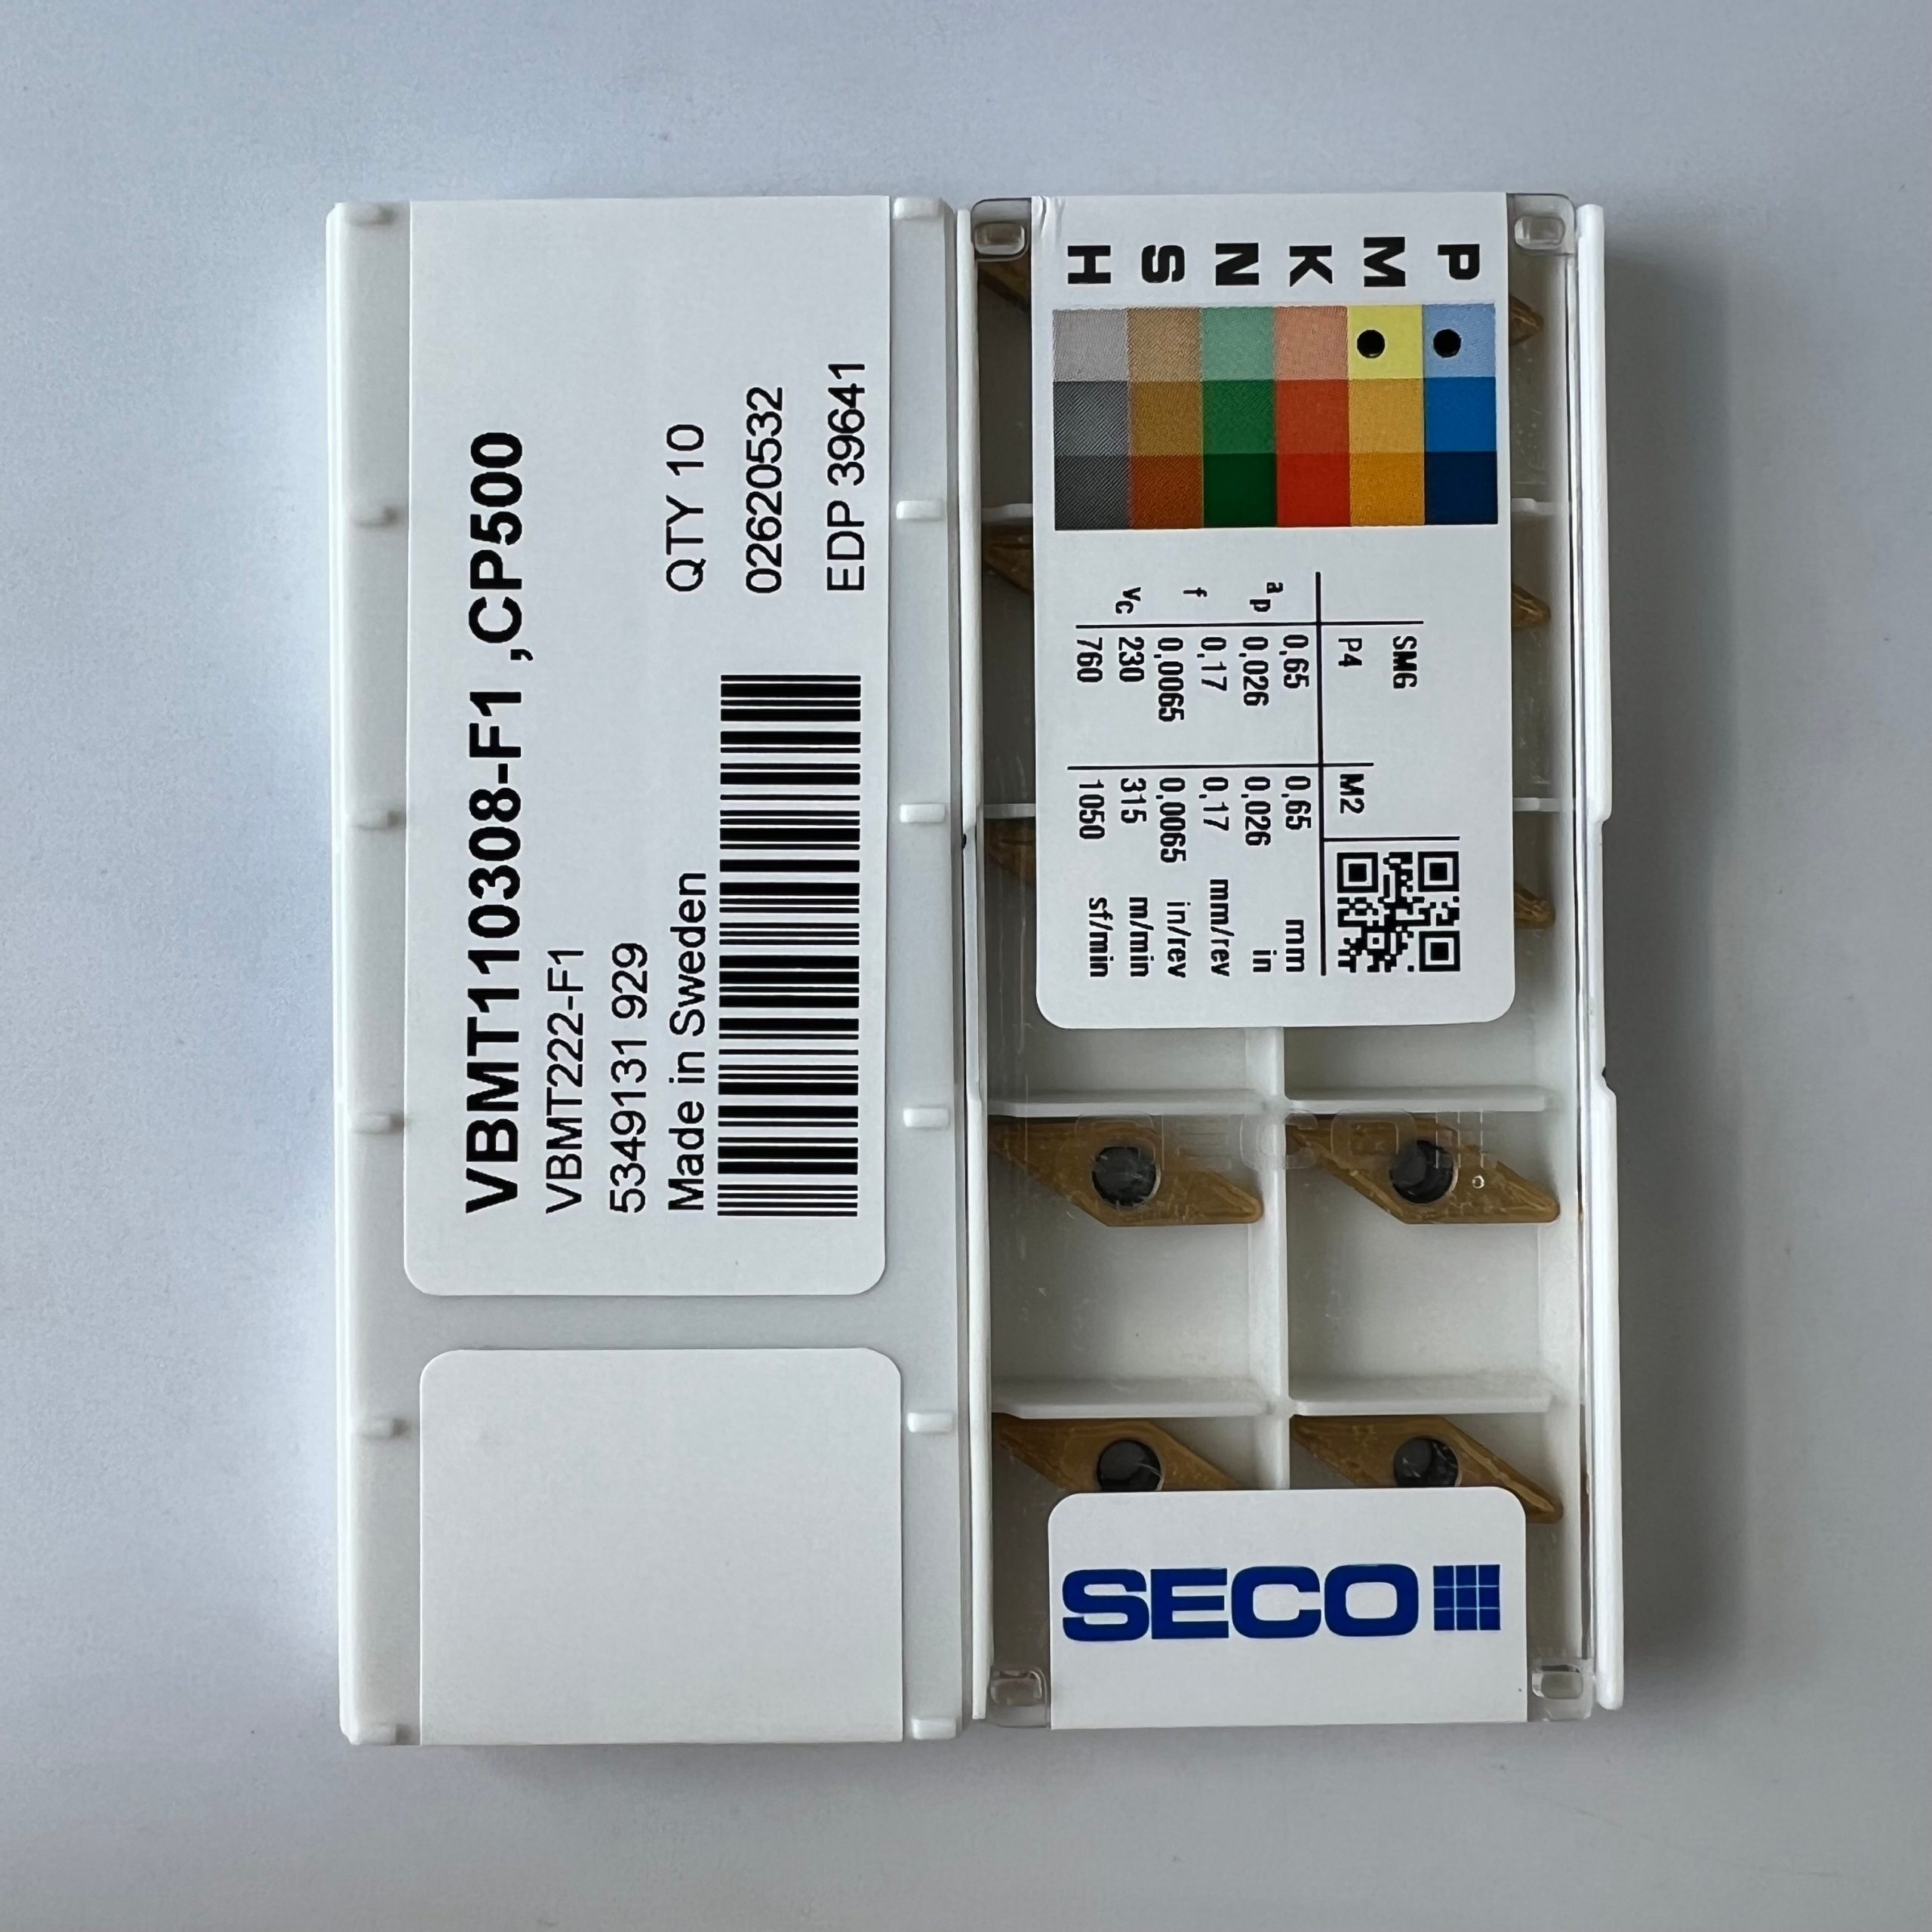 VBMT110308-F1 ,CP500
VBMT222-F1
5349131 929
Made in Sweden
QTY 10
02620532
EDP 39641
P M K N S H
SMG P4 M2
ap 0,65 0,65 mm
0,026 0,026 in
f 0,17 0,17 mm/rev
0,0065 0,0065 in/rev
vc 230 315 m/min
760 1050 sf/min
SECO
SECO